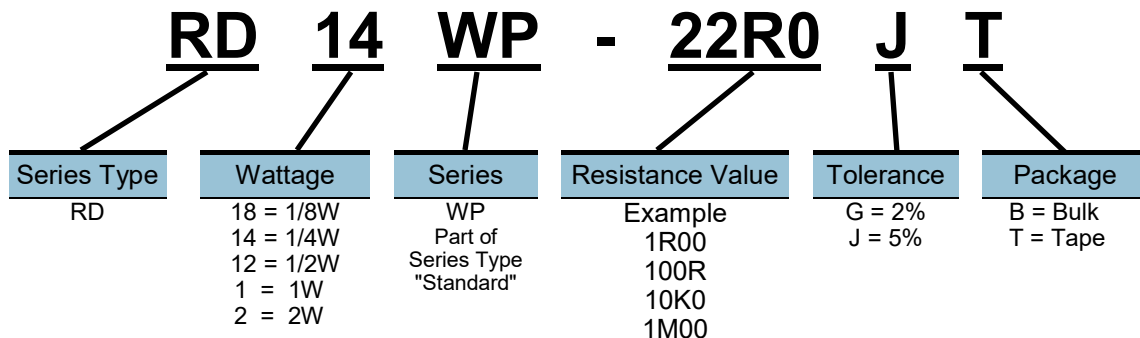 RD 14 WP - 22R0 J T
Series Type
RD
Wattage
18 = 1/8W
14 = 1/4W
12 = 1/2W
1 = 1W
2 = 2W
Series
WP
Part of
Series Type
"Standard"
Resistance Value
Example
1R00
100R
10K0
1M00
Tolerance
G = 2%
J = 5%
Package
B = Bulk
T = Tape